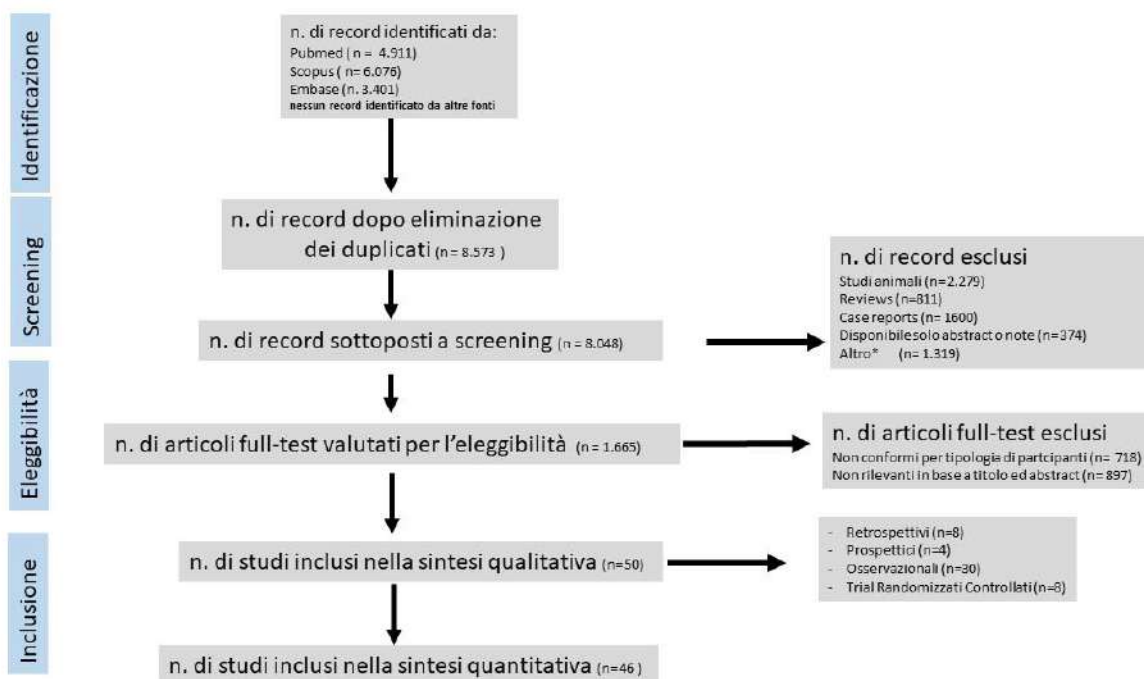 Identificazione
n. di record identificati da:
Pubmed ( n = 4.911)
Scopus ( n= 6.076)
Embase (n. 3.401)
nessun record identificato da altre fonti
Screening
n. di record dopo eliminazione
dei duplicati (n = 8.573 )
n. di record sottoposti a screening (n = 8.048)
n. di record esclusi
Studi animali (n=2.279)
Reviews (n=811)
Case reports (n= 1600)
Disponibile solo abstract o note (n=374)
Altro* (n= 1.319)
Eleggibilità
n. di articoli full-test valutati per l'eleggibilità (n = 1.665)
n. di articoli full-test esclusi
Non conformi per tipologia di partcipanti (n= 718)
Non rilevanti in base a titolo ed abstract (n= 897)
Inclusione
n. di studi inclusi nella sintesi qualitativa (n=50)
- Retrospettivi (n=8)
- Prospettici (n=4)
- Osservazionali (n=30)
- Trial Randomizzati Controllati (n=8)
n. di studi inclusi nella sintesi quantitativa (n=46 )